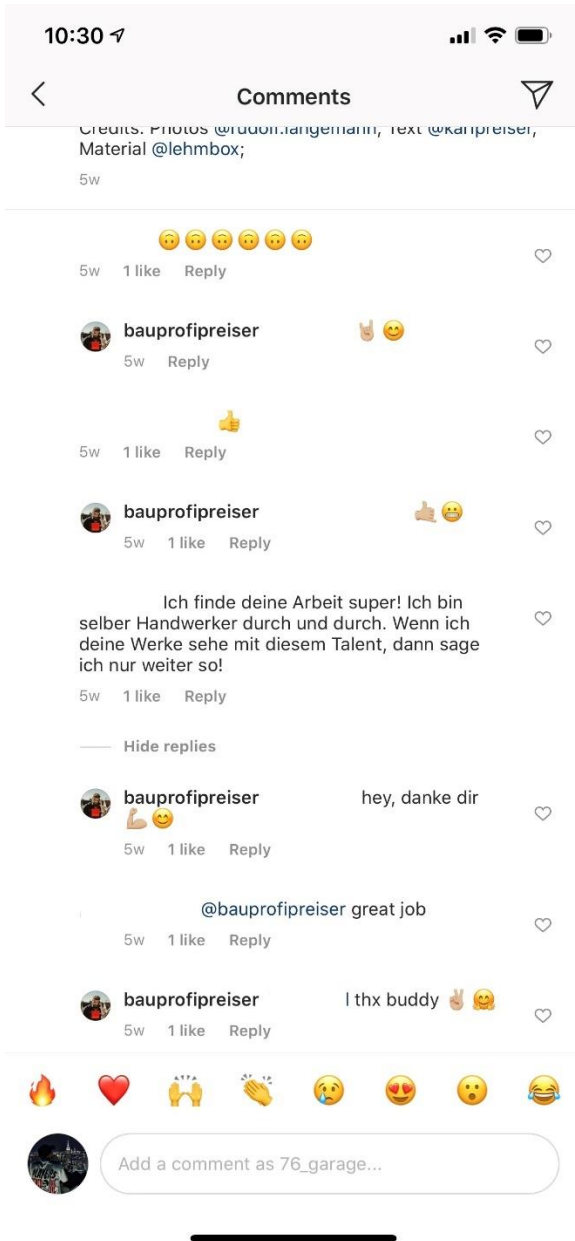 10:30
Comments
Credits: Photos @rudolf.langemann, Text @karlpreiser,
Material @lehmbox;
5w
🙃🙃🙃🙃🙃🙃
5w 1 like Reply
bauprofipreiser 🤘🏼😊
5w Reply
👍
5w 1 like Reply
bauprofipreiser 🤙🏼😬
5w 1 like Reply
Ich finde deine Arbeit super! Ich bin
selber Handwerker durch und durch. Wenn ich
deine Werke sehe mit diesem Talent, dann sage
ich nur weiter so!
5w 1 like Reply
Hide replies
bauprofipreiser hey, danke dir
💪🏼😊
5w 1 like Reply
@bauprofipreiser great job
5w 1 like Reply
bauprofipreiser l thx buddy ✌🏼🤗
5w 1 like Reply
🔥 ❤️ 🙌 👏 😢 😍 😮 😂
Add a comment as 76_garage...